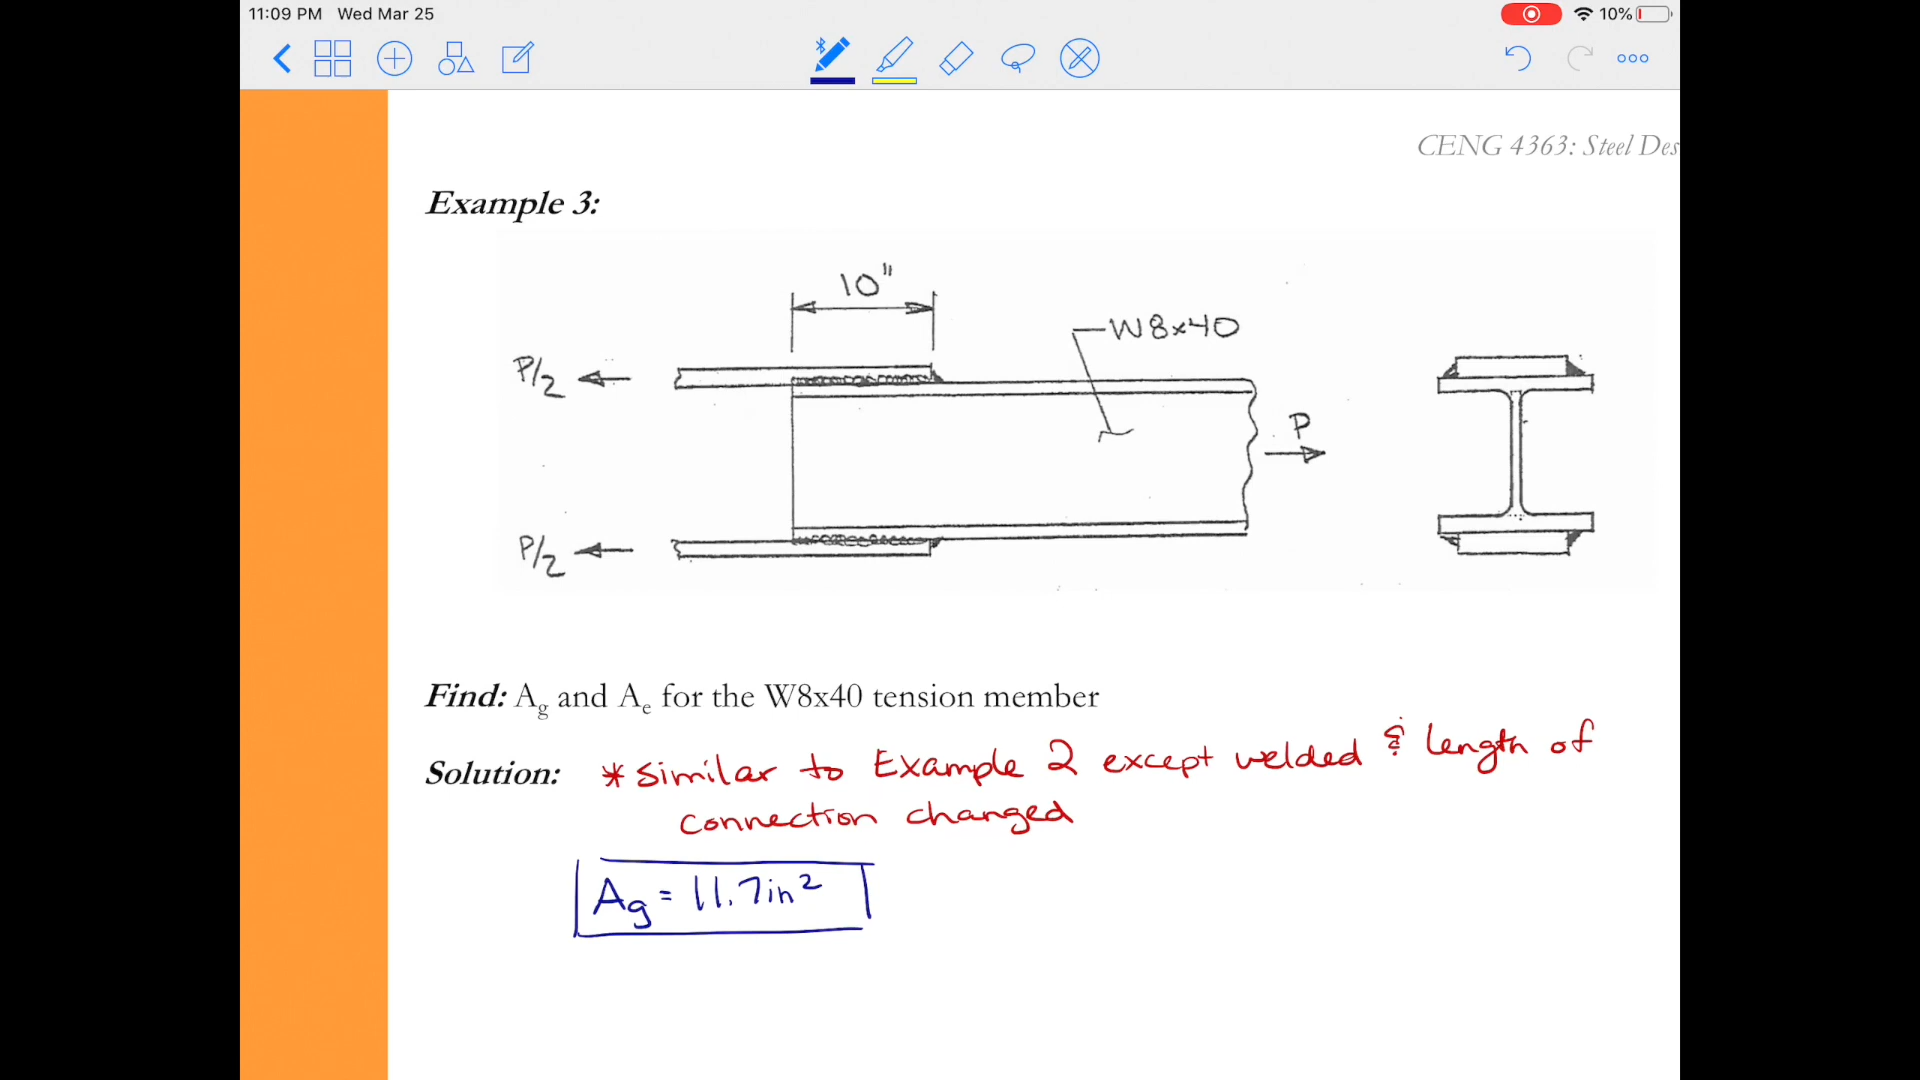 11:09 PM Wed Mar 25
10%
CENG 4363: Steel Des
Example 3:
10"
W8x40
P/2
P
P/2
Find: Ag and Ae for the W8x40 tension member
Solution: * Similar to Example 2 except welded & length of
connection changed
Ag = 11.7in²